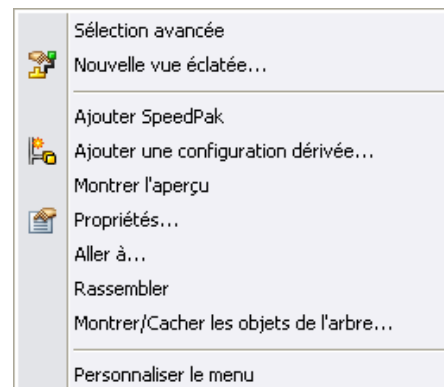 Sélection avancée
Nouvelle vue éclatée...
Ajouter SpeedPak
Ajouter une configuration dérivée...
Montrer l'aperçu
Propriétés...
Aller à...
Rassembler
Montrer/Cacher les objets de l'arbre...
Personnaliser le menu